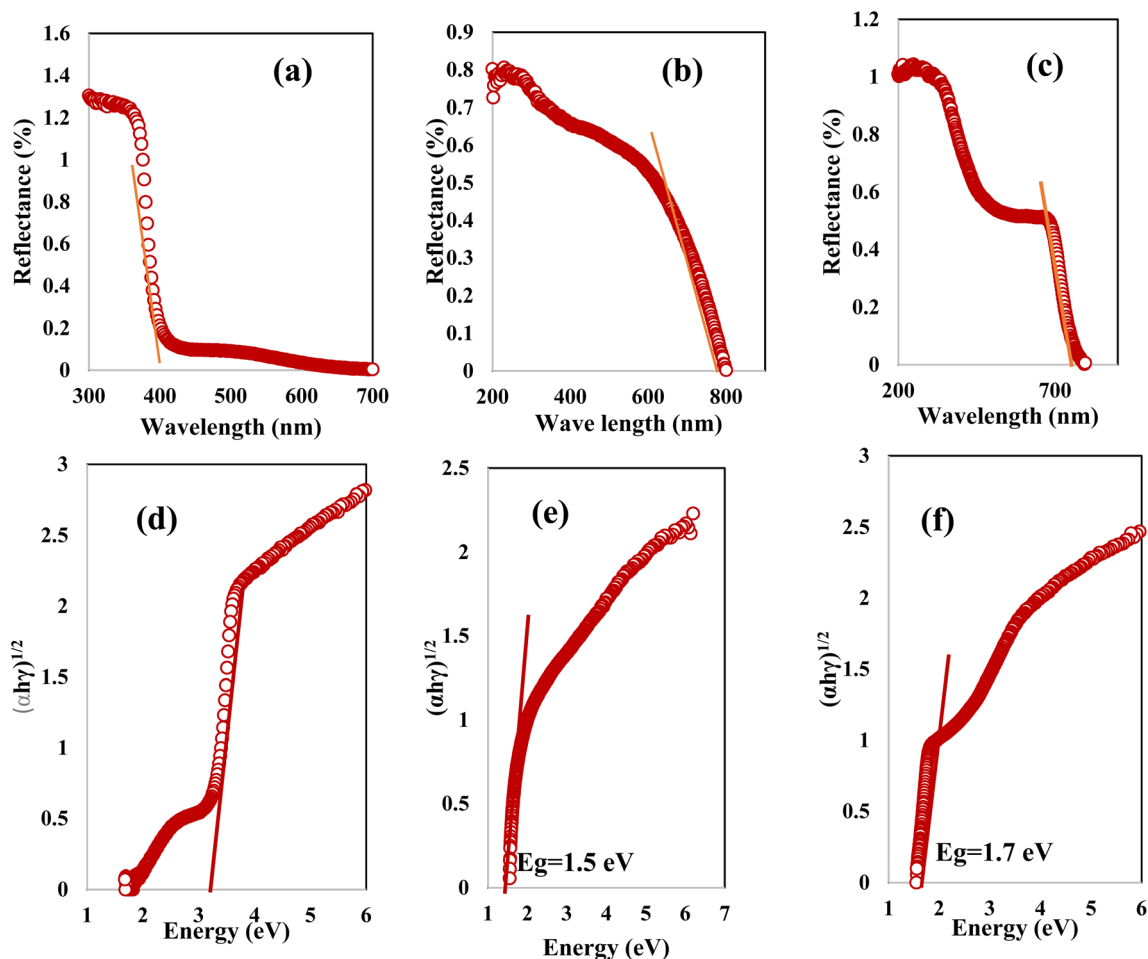 (a)
1.6
1.4
1.2
1
0.8
0.6
0.4
0.2
0
Reflectance (%)
300 400 500 600 700
Wavelength (nm)
(b)
0.9
0.8
0.7
0.6
0.5
0.4
0.3
0.2
0.1
0
Reflectance (%)
200 400 600 800
Wave length (nm)
(c)
1.2
1
0.8
0.6
0.4
0.2
0
Reflectance (%)
200 700
Wavelength (nm)
(d)
3
2.5
2
1.5
1
0.5
0
(αhγ)1/2
1 2 3 4 5 6
Energy (eV)
(e)
2.5
2
1.5
1
0.5
0
(αhγ)1/2
Eg=1.5 eV
1 2 3 4 5 6 7
Energy (eV)
(f)
3
2.5
2
1.5
1
0.5
0
(αhγ)1/2
Eg=1.7 eV
1 2 3 4 5 6
Energy (eV)